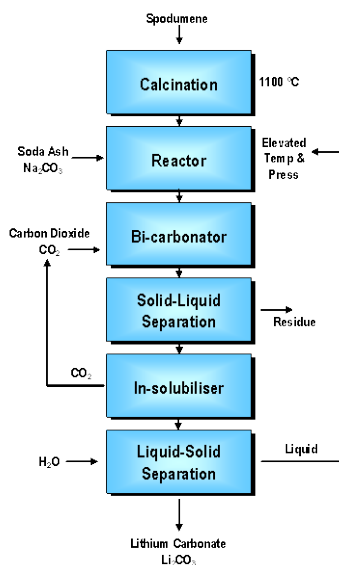 Spodumene
Calcination
1100 °C
Soda Ash
Na₂CO₃
Reactor
Elevated
Temp &
Press
Carbon Dioxide
CO₂
Bi-carbonator
Solid-Liquid
Separation
Residue
CO₂
In-solubiliser
H₂O
Liquid-Solid
Separation
Liquid
Lithium Carbonate
Li₂CO₃